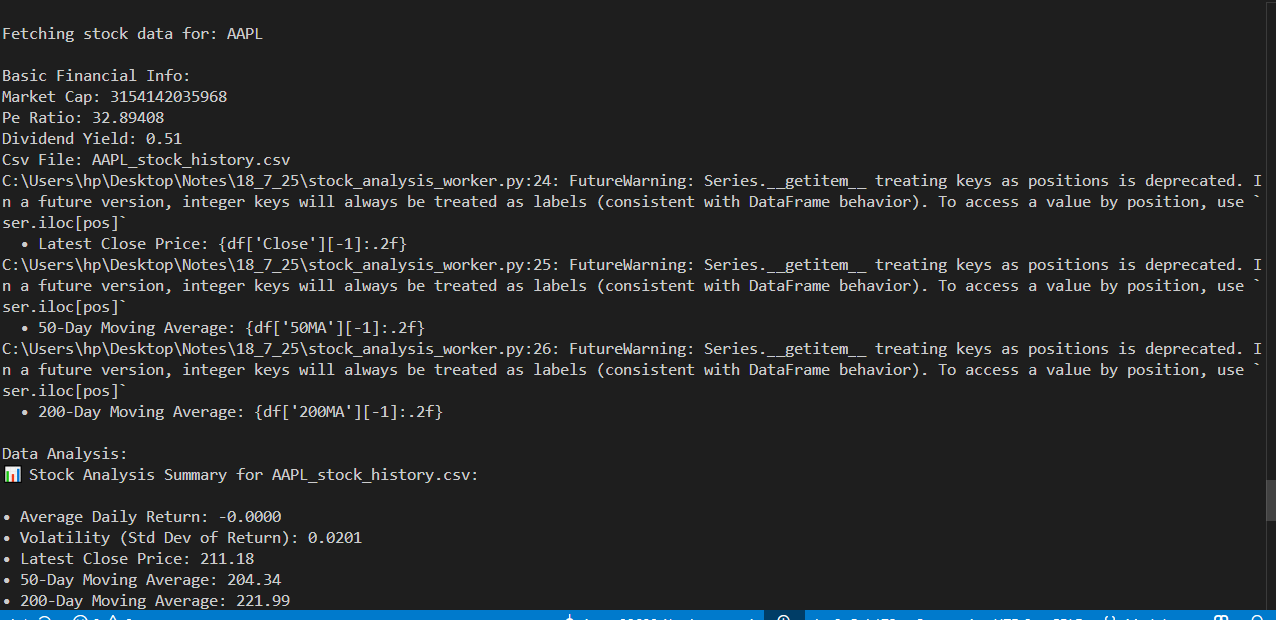 Fetching stock data for: AAPL
Basic Financial Info:
Market Cap: 3154142035968
Pe Ratio: 32.89408
Dividend Yield: 0.51
Csv File: AAPL_stock_history.csv
C:\Users\hp\Desktop\Notes\18_7_25\stock_analysis_worker.py:24: FutureWarning: Series.__getitem__ treating keys as positions is deprecated. I
n a future version, integer keys will always be treated as labels (consistent with DataFrame behavior). To access a value by position, use `
ser.iloc[pos]`
• Latest Close Price: {df['Close'][-1]:.2f}
C:\Users\hp\Desktop\Notes\18_7_25\stock_analysis_worker.py:25: FutureWarning: Series.__getitem__ treating keys as positions is deprecated. I
n a future version, integer keys will always be treated as labels (consistent with DataFrame behavior). To access a value by position, use `
ser.iloc[pos]`
• 50-Day Moving Average: {df['50MA'][-1]:.2f}
C:\Users\hp\Desktop\Notes\18_7_25\stock_analysis_worker.py:26: FutureWarning: Series.__getitem__ treating keys as positions is deprecated. I
n a future version, integer keys will always be treated as labels (consistent with DataFrame behavior). To access a value by position, use `
ser.iloc[pos]`
• 200-Day Moving Average: {df['200MA'][-1]:.2f}
Data Analysis:
📊 Stock Analysis Summary for AAPL_stock_history.csv:
• Average Daily Return: -0.0000
• Volatility (Std Dev of Return): 0.0201
• Latest Close Price: 211.18
• 50-Day Moving Average: 204.34
• 200-Day Moving Average: 221.99